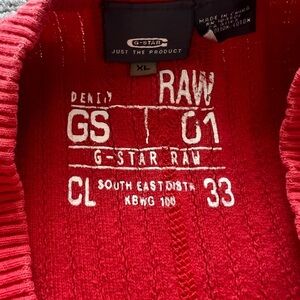 G-STAR
JUST THE PRODUCT
XL
MADE IN CHINA
DENIM RAW
GS 01
G-STAR RAW
CL SOUTH EAST DISTR 33
KBWG 100